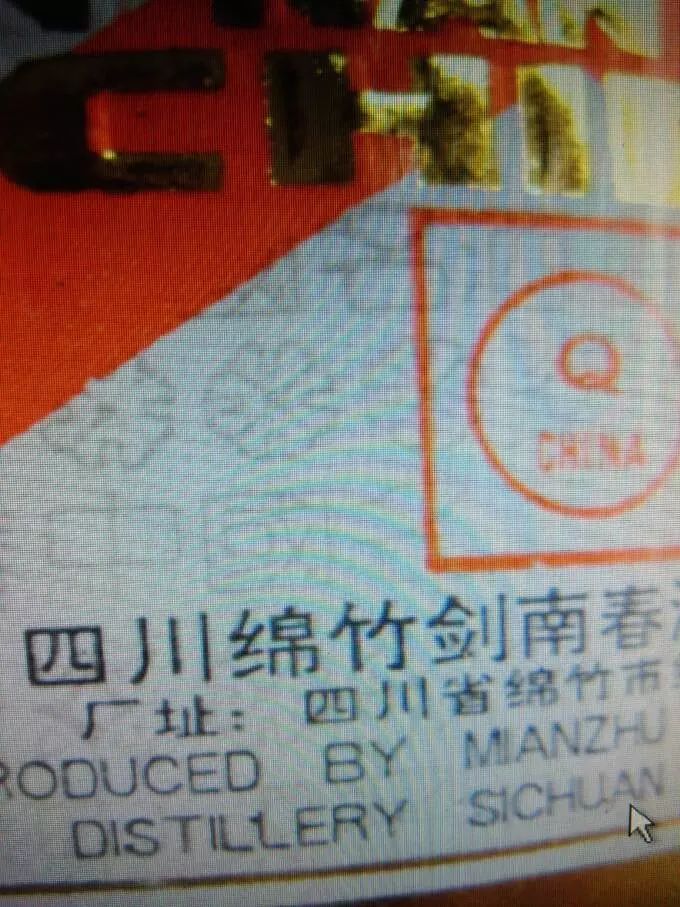 CHI
Q
CHINA
四川绵竹剑南春
厂址：四川省绵竹市
RODUCED BY MIANZHU
DISTILLERY SICHUAN